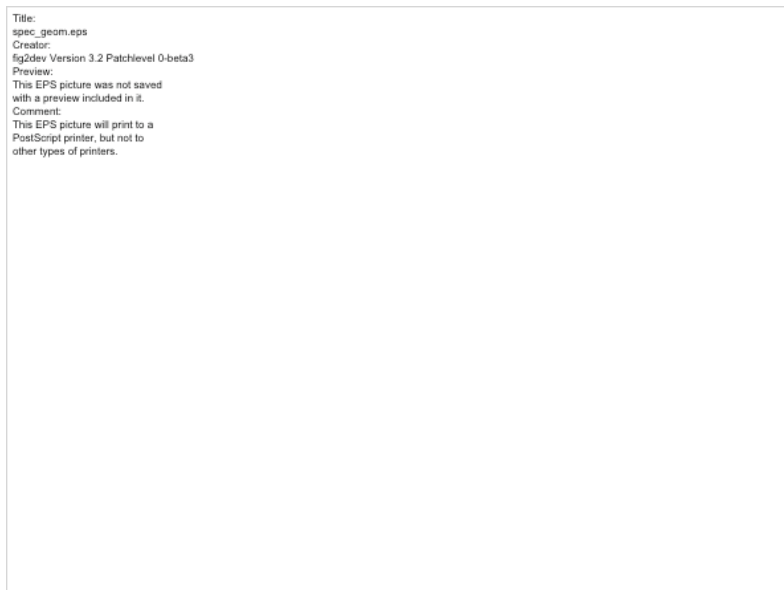 Title:
spec_geom.eps
Creator:
fig2dev Version 3.2 Patchlevel 0-beta3
Preview:
This EPS picture was not saved
with a preview included in it.
Comment:
This EPS picture will print to a
PostScript printer, but not to
other types of printers.